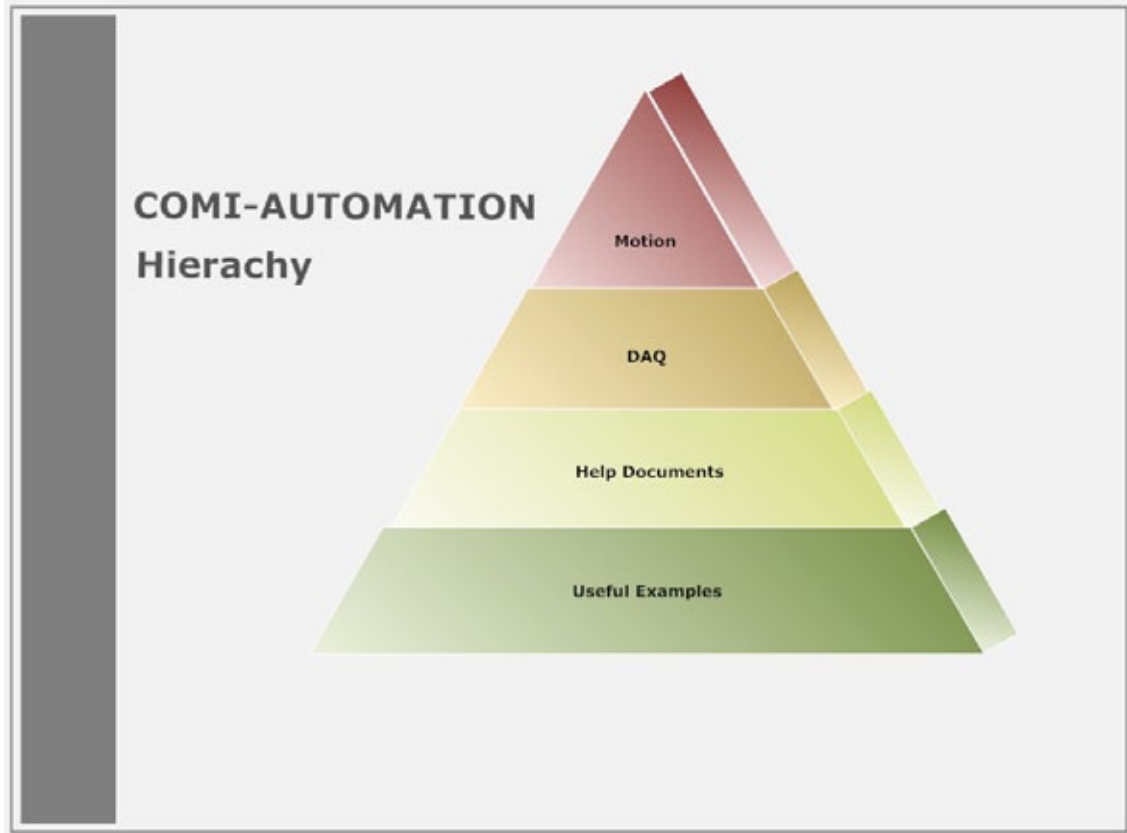 COMI-AUTOMATION
Hierachy
Motion
DAQ
Help Documents
Useful Examples